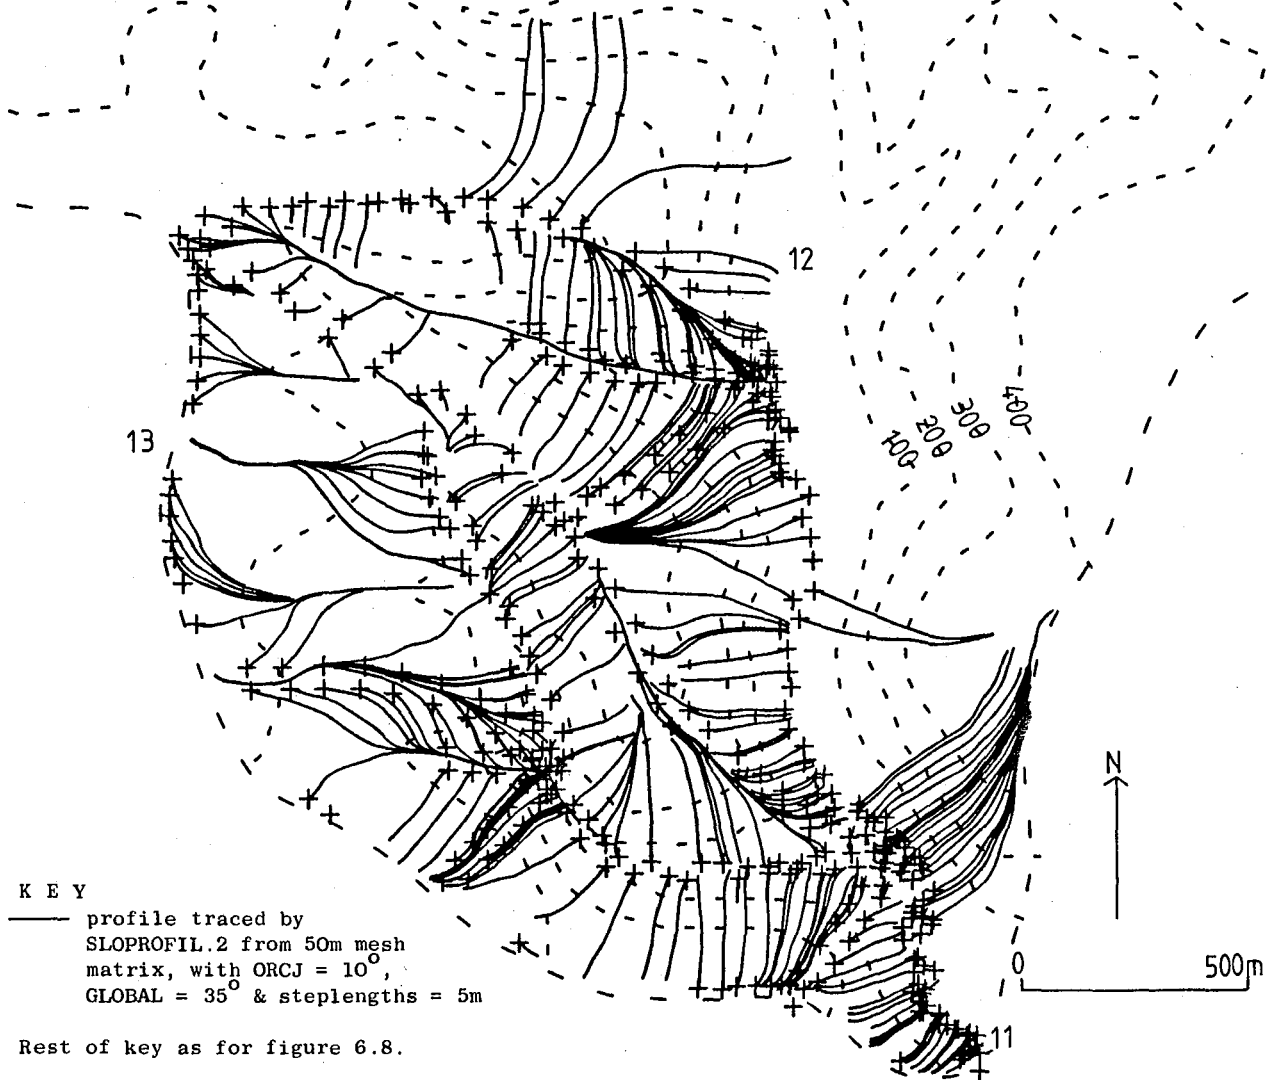 12
13
100
200
300
400
N
0 500m
11
K E Y
profile traced by
SLOPROFIL.2 from 50m mesh
matrix, with ORCJ = 10°,
GLOBAL = 35° & steplengths = 5m
Rest of key as for figure 6.8.